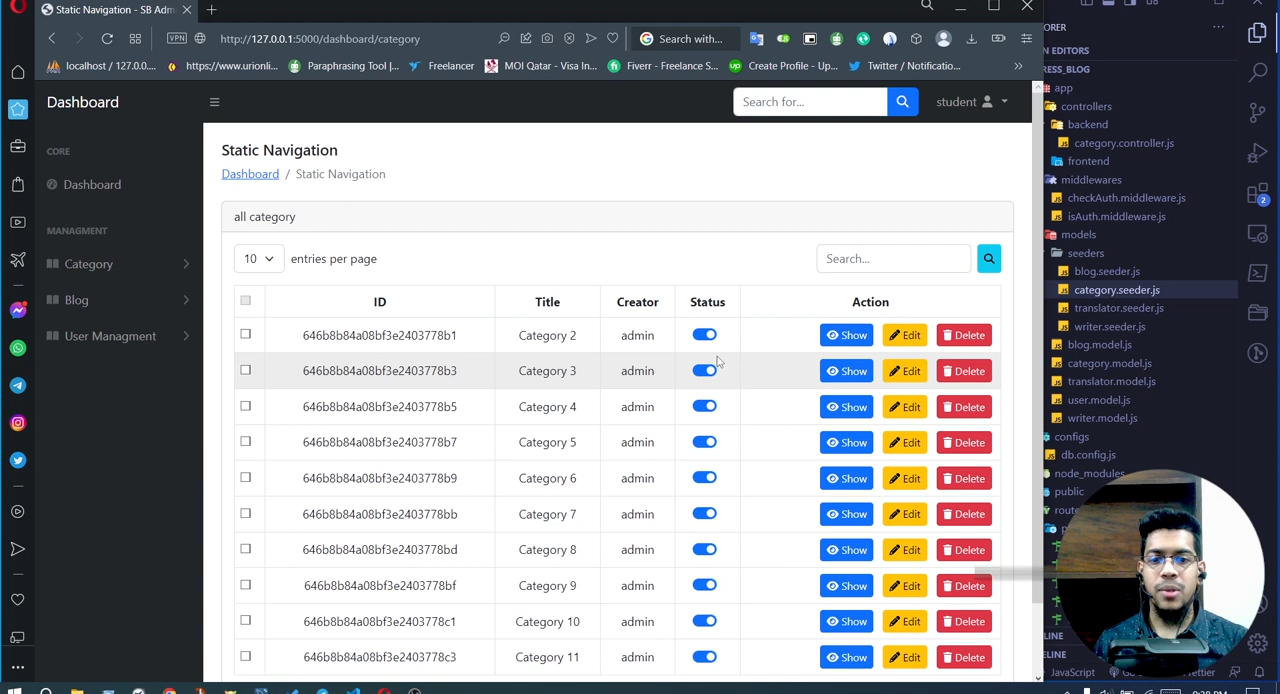 Static Navigation - SB Adm
VPN
http://127.0.0.1:5000/dashboard/category
Search with...
localhost / 127.0.0....
https://www.urionli...
Paraphrasing Tool |...
Freelancer
MOI Qatar - Visa In...
Fiverr - Freelance S...
Create Profile - Up...
Twitter / Notificatio...
Dashboard
Search for...
student
CORE
Dashboard
MANAGMENT
Category
Blog
User Managment
Static Navigation
Dashboard / Static Navigation
all category
10 entries per page
Search...
ID Title Creator Status Action
646b8b84a08bf3e2403778b1 Category 2 admin Show Edit Delete
646b8b84a08bf3e2403778b3 Category 3 admin Show Edit Delete
646b8b84a08bf3e2403778b5 Category 4 admin Show Edit Delete
646b8b84a08bf3e2403778b7 Category 5 admin Show Edit Delete
646b8b84a08bf3e2403778b9 Category 6 admin Show Edit Delete
646b8b84a08bf3e2403778bb Category 7 admin Show Edit Delete
646b8b84a08bf3e2403778bd Category 8 admin Show Edit Delete
646b8b84a08bf3e2403778bf Category 9 admin Show Edit Delete
646b8b84a08bf3e2403778c1 Category 10 admin Show Edit Delete
646b8b84a08bf3e2403778c3 Category 11 admin Show Edit Delete
ORER
N EDITORS
RESS_BLOG
app
controllers
backend
category.controller.js
frontend
middlewares
checkAuth.middleware.js
isAuth.middleware.js
models
seeders
blog.seeder.js
category.seeder.js
translator.seeder.js
writer.seeder.js
blog.model.js
category.model.js
translator.model.js
user.model.js
writer.model.js
configs
db.config.js
node_modules
public
route
LINE
ELINE
JavaScript
2